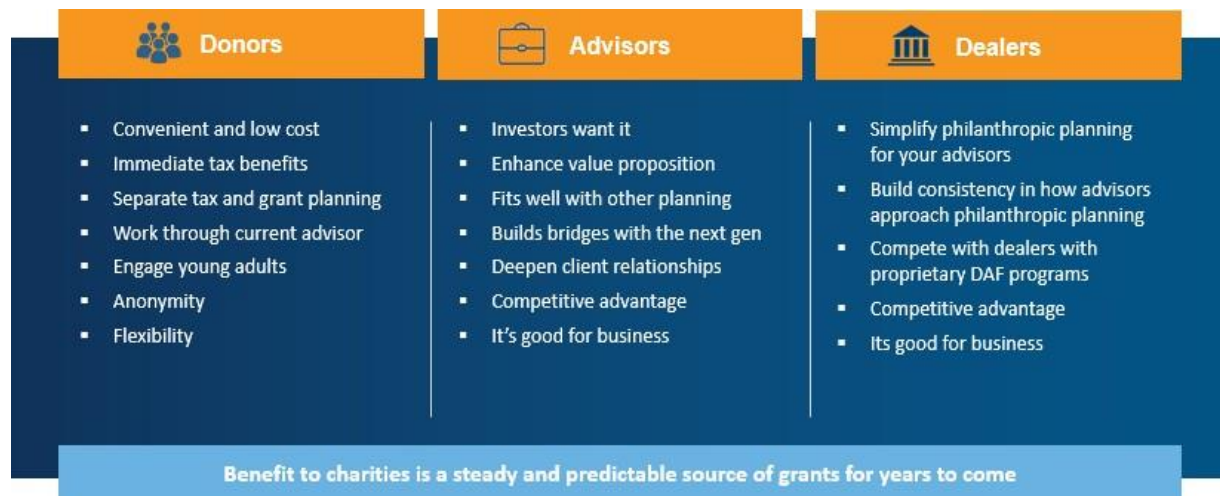 Donors
Convenient and low cost
Immediate tax benefits
Separate tax and grant planning
Work through current advisor
Engage young adults
Anonymity
Flexibility
Advisors
Investors want it
Enhance value proposition
Fits well with other planning
Builds bridges with the next gen
Deepen client relationships
Competitive advantage
It's good for business
Dealers
Simplify philanthropic planning
for your advisors
Build consistency in how advisors
approach philanthropic planning
Compete with dealers with
proprietary DAF programs
Competitive advantage
Its good for business
Benefit to charities is a steady and predictable source of grants for years to come